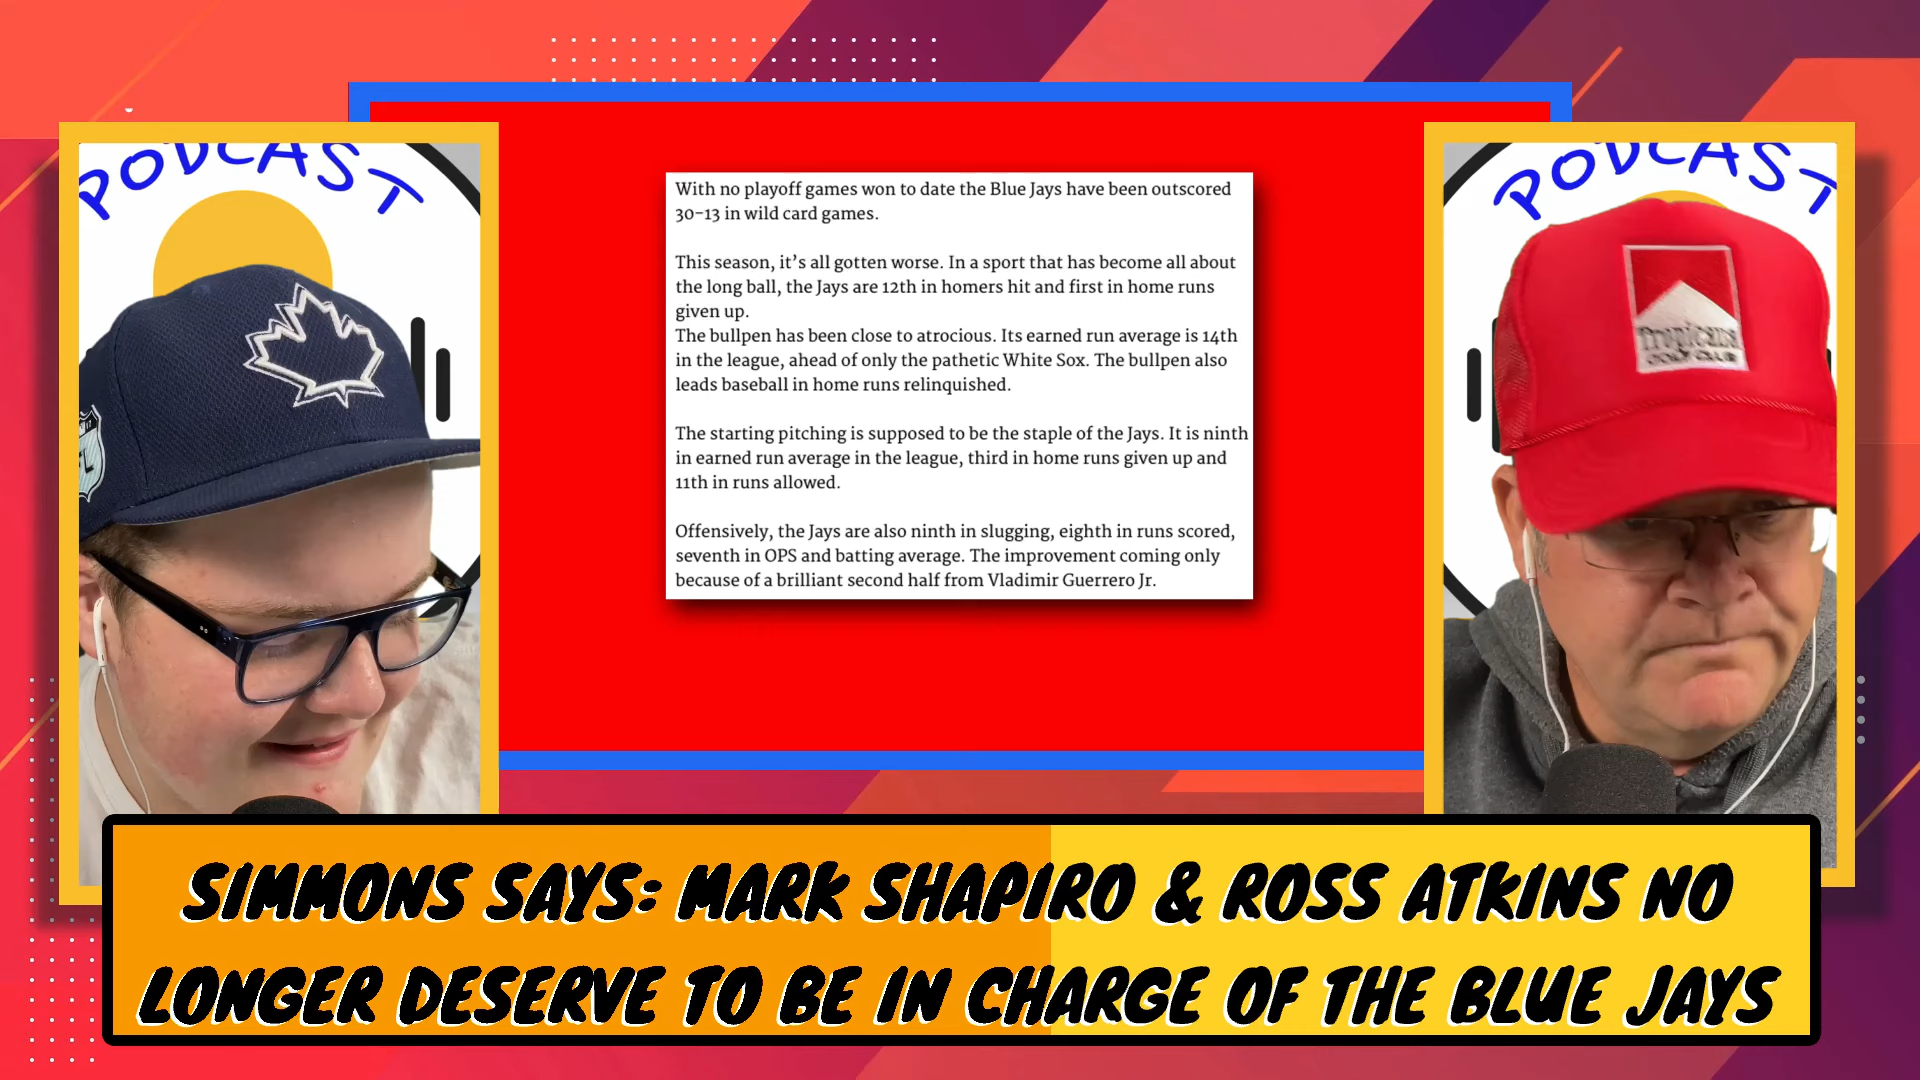 PODCAST
PODCAST
With no playoff games won to date the Blue Jays have been outscored
30-13 in wild card games.
This season, it's all gotten worse. In a sport that has become all about
the long ball, the Jays are 12th in homers hit and first in home runs
given up.
The bullpen has been close to atrocious. Its earned run average is 14th
in the league, ahead of only the pathetic White Sox. The bullpen also
leads baseball in home runs relinquished.
The starting pitching is supposed to be the staple of the Jays. It is ninth
in earned run average in the league, third in home runs given up and
11th in runs allowed.
Offensively, the Jays are also ninth in slugging, eighth in runs scored,
seventh in OPS and batting average. The improvement coming only
because of a brilliant second half from Vladimir Guerrero Jr.
Tropicana
GOLF CLUB
SIMMONS SAYS: MARK SHAPIRO & ROSS ATKINS NO
LONGER DESERVE TO BE IN CHARGE OF THE BLUE JAYS